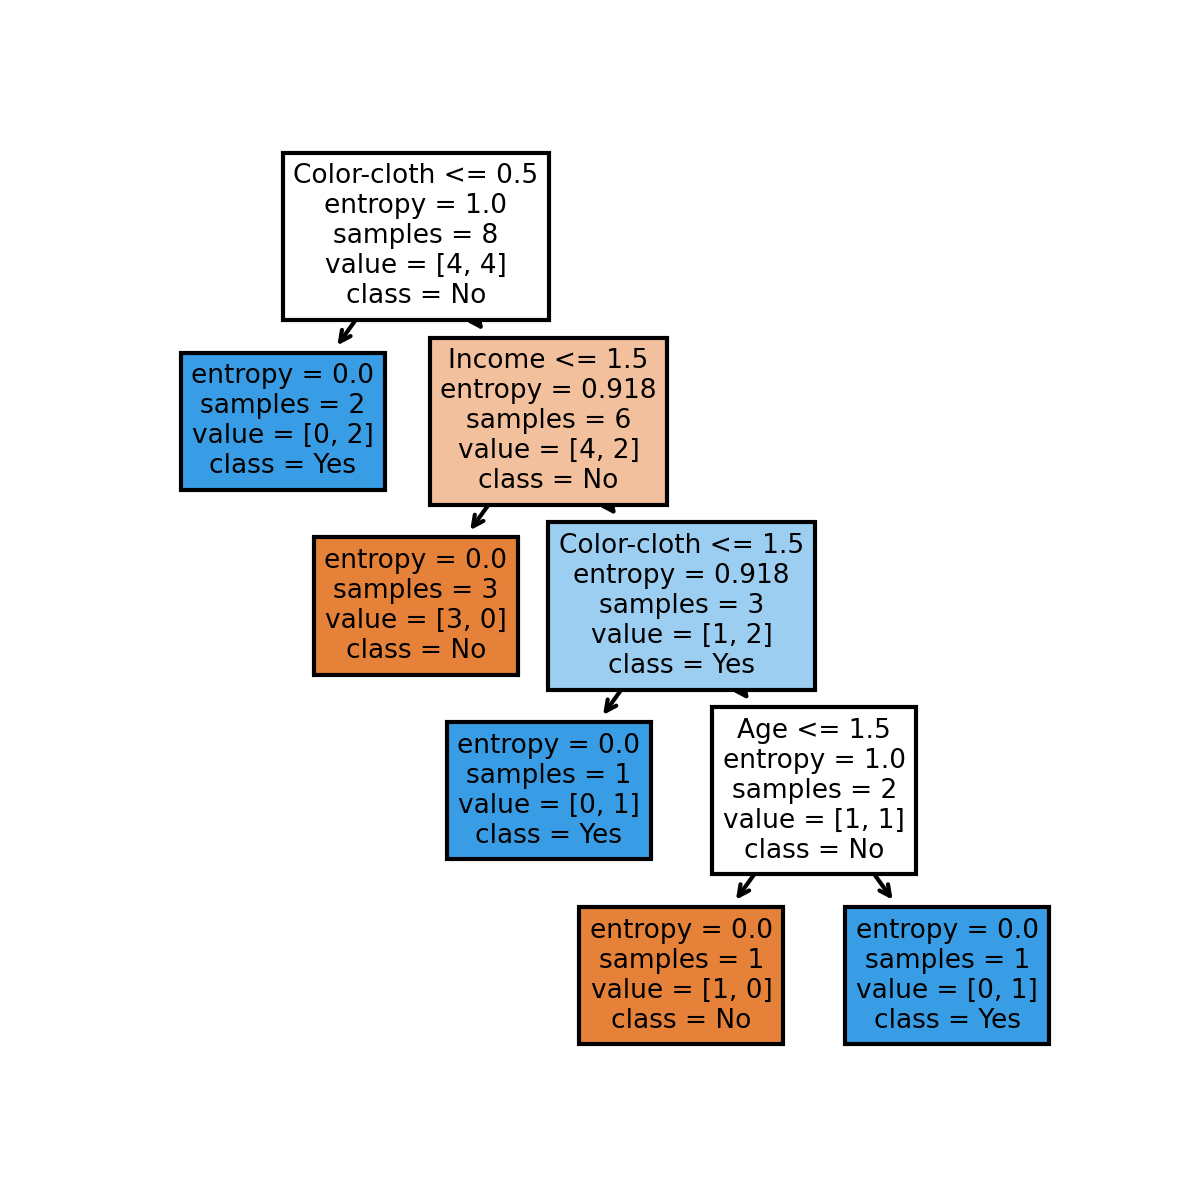 Color-cloth <= 0.5
entropy = 1.0
samples = 8
value = [4, 4]
class = No
entropy = 0.0
samples = 2
value = [0, 2]
class = Yes
Income <= 1.5
entropy = 0.918
samples = 6
value = [4, 2]
class = No
entropy = 0.0
samples = 3
value = [3, 0]
class = No
Color-cloth <= 1.5
entropy = 0.918
samples = 3
value = [1, 2]
class = Yes
entropy = 0.0
samples = 1
value = [0, 1]
class = Yes
Age <= 1.5
entropy = 1.0
samples = 2
value = [1, 1]
class = No
entropy = 0.0
samples = 1
value = [1, 0]
class = No
entropy = 0.0
samples = 1
value = [0, 1]
class = Yes